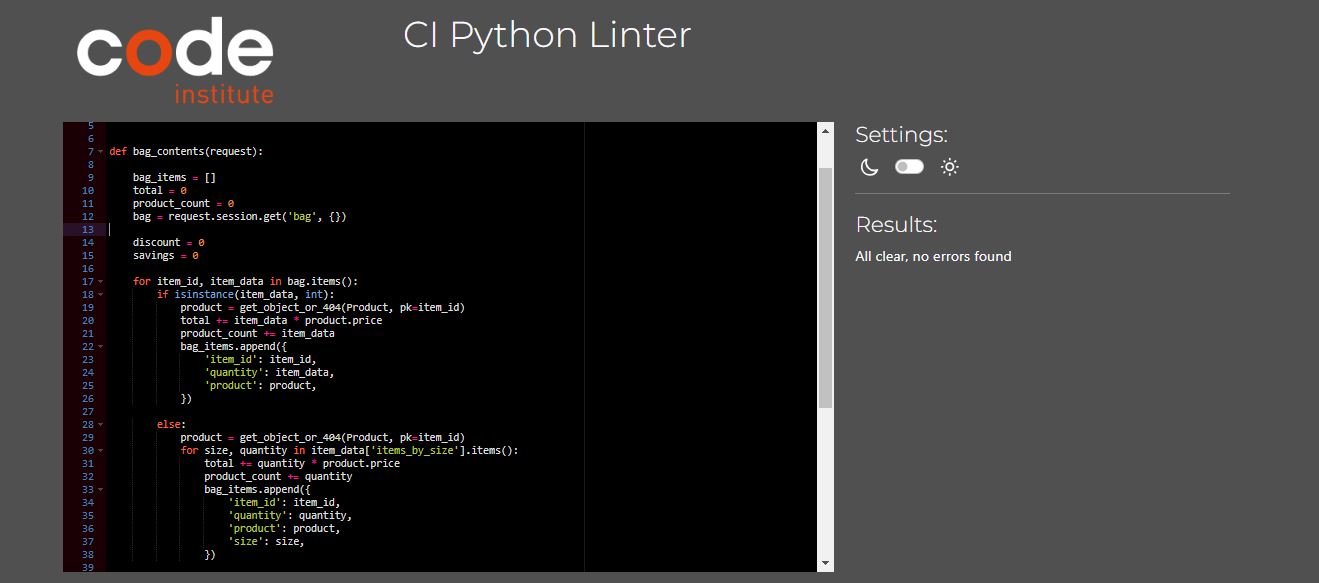 code
institute
CI Python Linter
5
6
7 def bag_contents(request):
8
9     bag_items = []
10     total = 0
11     product_count = 0
12     bag = request.session.get('bag', {})
13
14     discount = 0
15     savings = 0
16
17     for item_id, item_data in bag.items():
18         if isinstance(item_data, int):
19             product = get_object_or_404(Product, pk=item_id)
20             total += item_data * product.price
21             product_count += item_data
22             bag_items.append({
23                 'item_id': item_id,
24                 'quantity': item_data,
25                 'product': product,
26             })
27
28         else:
29             product = get_object_or_404(Product, pk=item_id)
30             for size, quantity in item_data['items_by_size'].items():
31                 total += quantity * product.price
32                 product_count += quantity
33                 bag_items.append({
34                     'item_id': item_id,
35                     'quantity': quantity,
36                     'product': product,
37                     'size': size,
38                 })
39
Settings:
Results:
All clear, no errors found